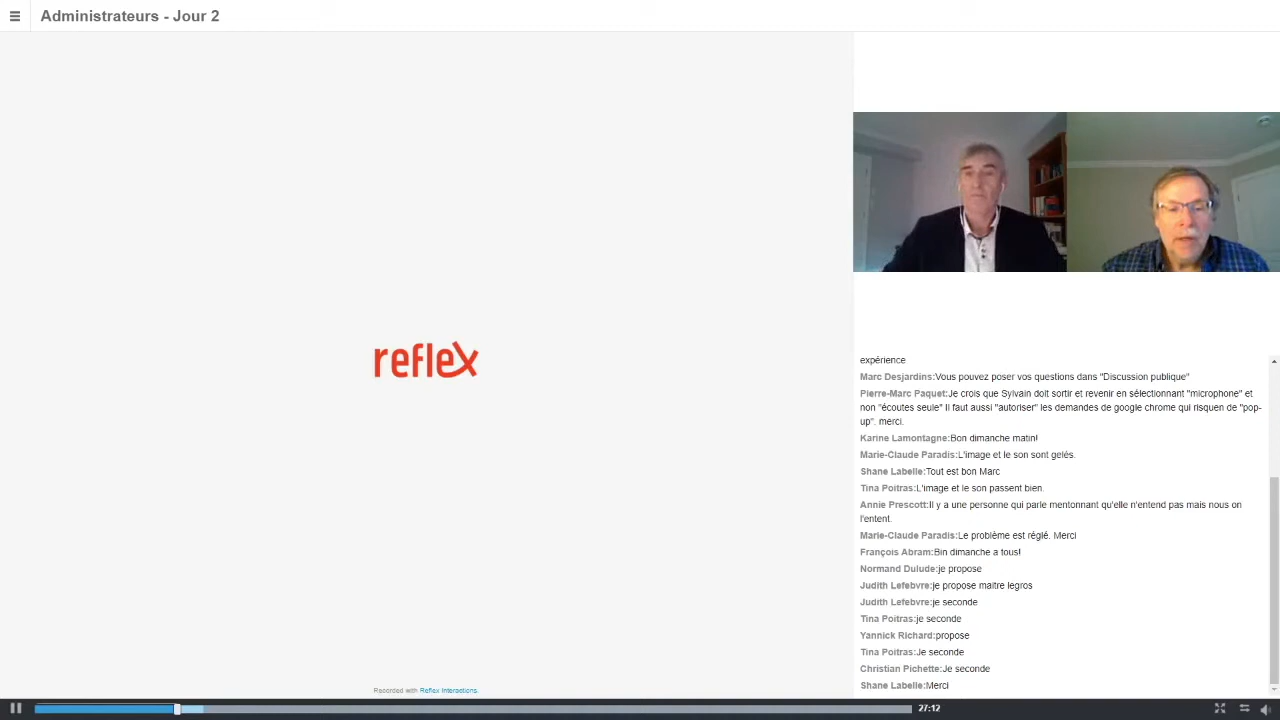 Administrateurs - Jour 2
reflex
Recorded with Reflex Interactions
expérience
Marc Desjardins:Vous pouvez poser vos questions dans "Discussion publique"
Pierre-Marc Paquet:Je crois que Sylvain doit sortir et revenir en sélectionnant "microphone" et
non "écoutes seule" Il faut aussi "autoriser" les demandes de google chrome qui risquen de "pop-
up". merci.
Karine Lamontagne:Bon dimanche matin!
Marie-Claude Paradis:L'image et le son sont gelés.
Shane Labelle:Tout est bon Marc
Tina Poitras:L'image et le son passent bien.
Annie Prescott:Il y a une personne qui parle mentonnant qu'elle n'entend pas mais nous on
l'entent.
Marie-Claude Paradis:Le problème est réglé. Merci
François Abram:Bin dimanche a tous!
Normand Dulude:je propose
Judith Lefebvre:je propose maître legros
Judith Lefebvre:je seconde
Tina Poitras:je seconde
Yannick Richard:propose
Tina Poitras:Je seconde
Christian Pichette:Je seconde
Shane Labelle:Merci
27:12